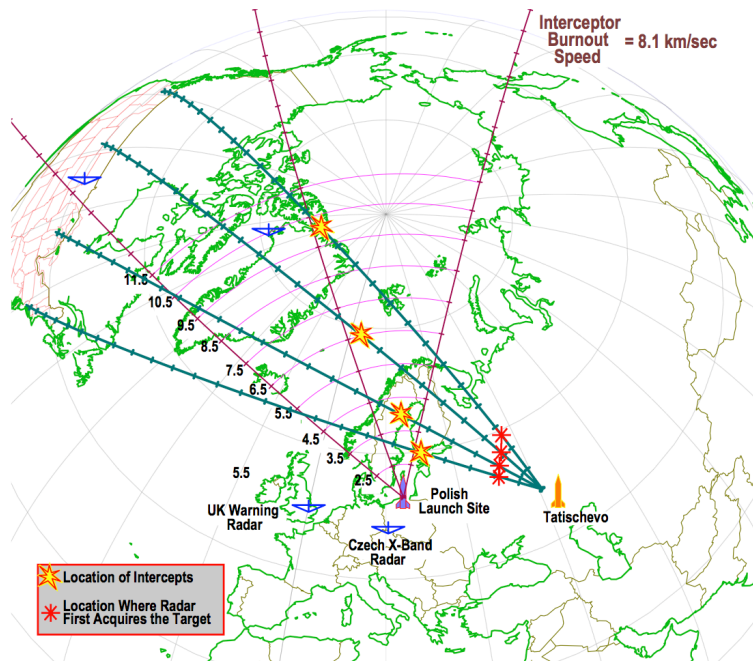 Interceptor
Burnout = 8.1 km/sec
Speed
11.5
10.5
9.5
8.5
7.5
6.5
5.5
4.5
3.5
2.5
5.5
UK Warning
Radar
Polish
Launch Site
Tatischevo
Czech X-Band
Radar
Location of Intercepts
Location Where Radar
First Acquires the Target